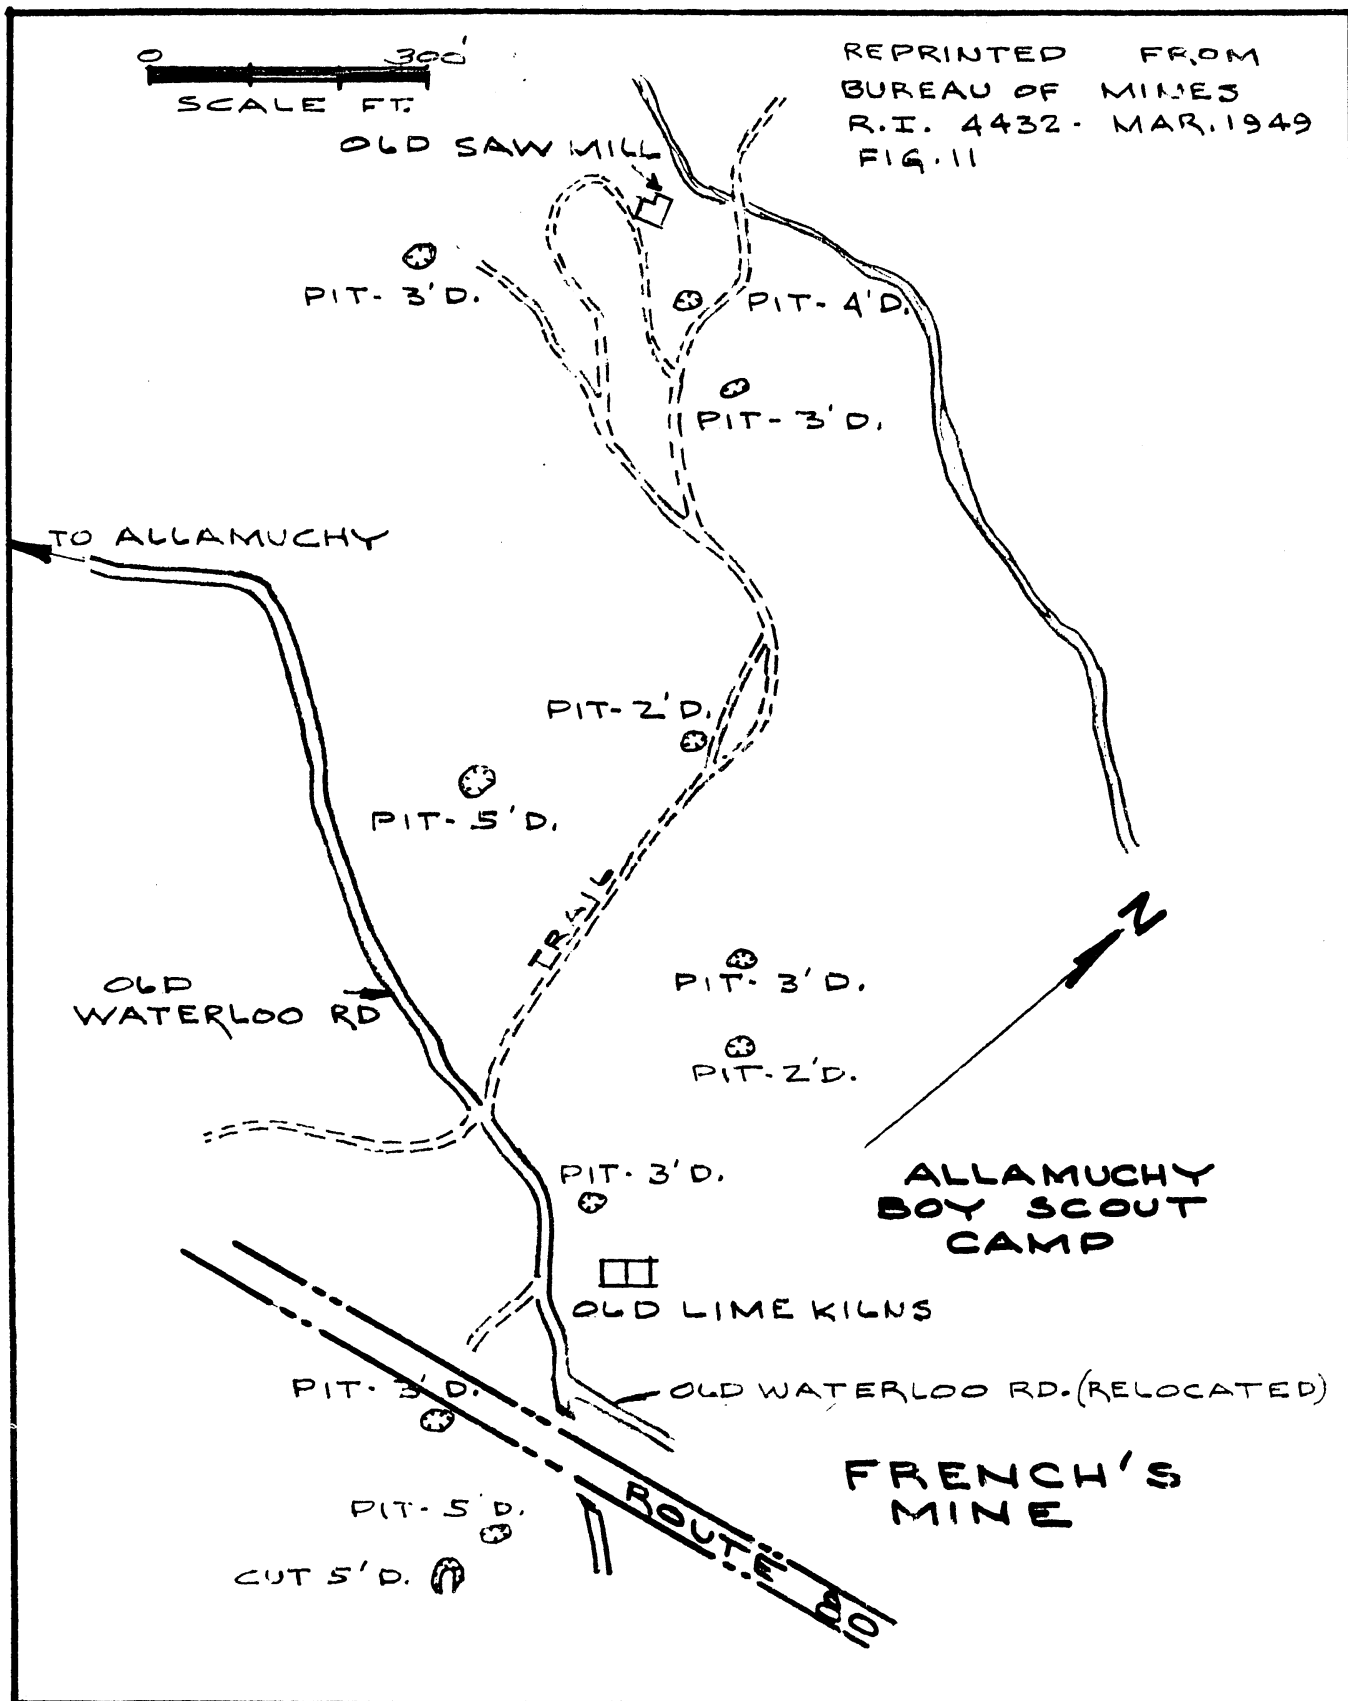 0 300'
SCALE FT.
REPRINTED FROM
BUREAU OF MINES
R.I. 4432. MAR. 1949
FIG. 11
OLD SAW MILL
PIT- 3'D.
PIT- 4'D.
PIT- 3'D.
TO ALLAMUCHY
PIT- 2'D.
PIT- 5'D.
TRAIL
N
OLD
WATERLOO RD
PIT- 3'D.
PIT- 2'D.
PIT- 3'D.
ALLAMUCHY
BOY SCOUT
CAMP
OLD LIME KILNS
PIT- 3'D.
OLD WATERLOO RD. (RELOCATED)
FRENCH'S
MINE
PIT- 5'D.
ROUTE 80
CUT 5'D.